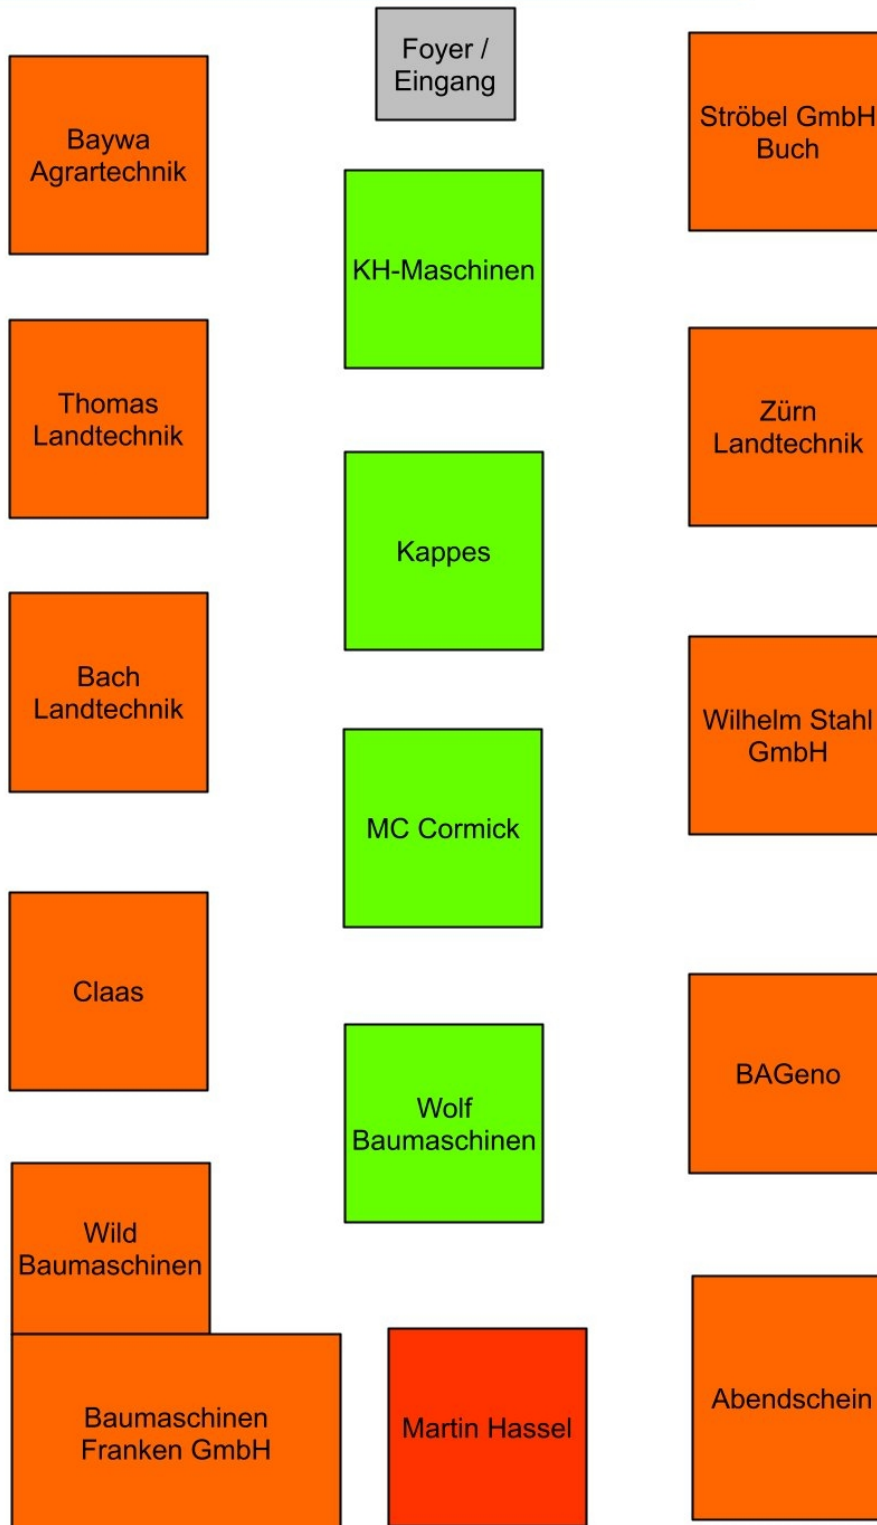 Foyer /
Eingang
Baywa
Agrartechnik
Ströbel GmbH
Buch
KH-Maschinen
Thomas
Landtechnik
Zürn
Landtechnik
Kappes
Bach
Landtechnik
Wilhelm Stahl
GmbH
MC Cormick
Claas
BAGeno
Wolf
Baumaschinen
Wild
Baumaschinen
Baumaschinen
Franken GmbH
Martin Hassel
Abendschein